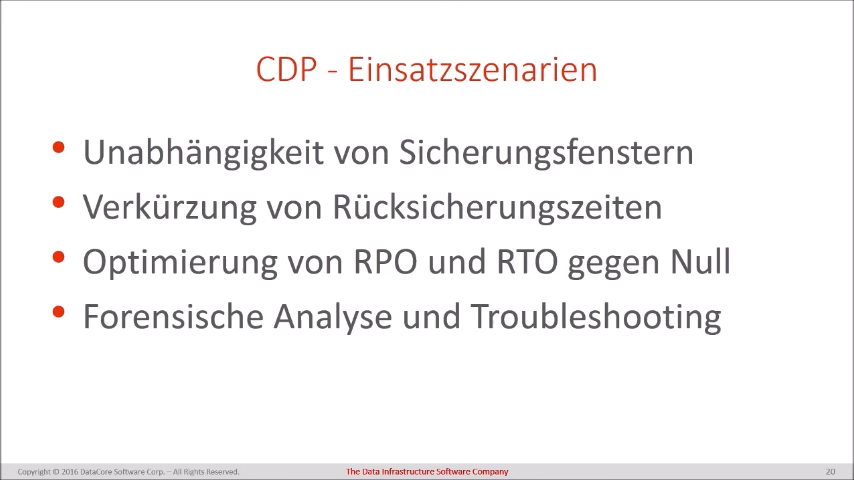 CDP - Einsatzszenarien
• Unabhängigkeit von Sicherungsfenstern
• Verkürzung von Rücksicherungszeiten
• Optimierung von RPO und RTO gegen Null
• Forensische Analyse und Troubleshooting
Copyright © 2016 DataCore Software Corp. – All Rights Reserved. The Data Infrastructure Software Company 20